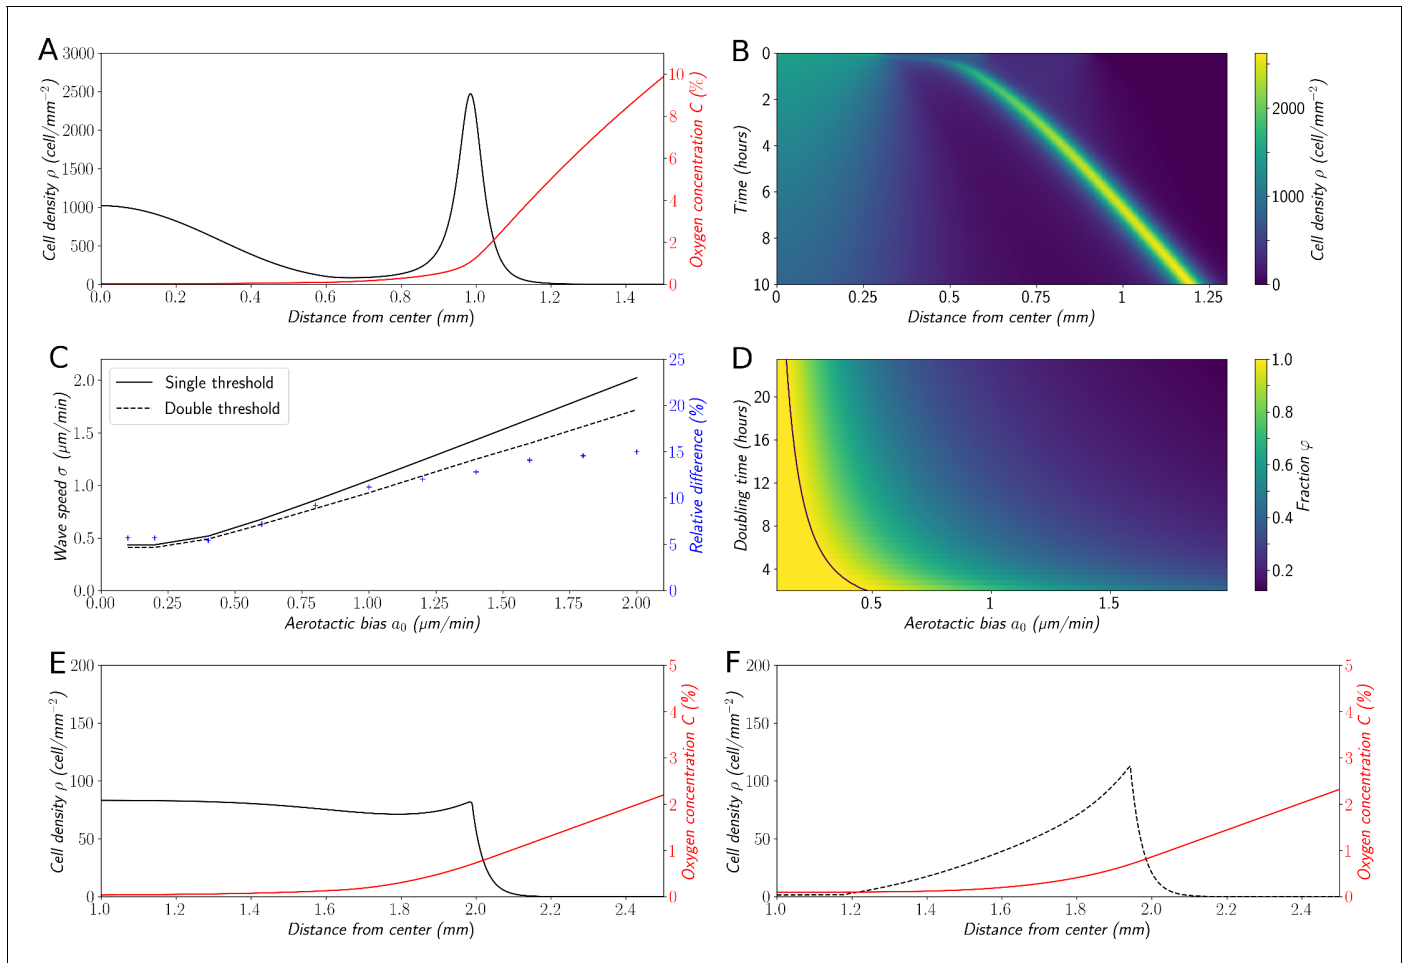 A
3000
2500
2000
1500
1000
500
0
Cell density ρ (cell/mm⁻²)
10
8
6
4
2
0
Oxygen concentration C (%)
0.0 0.2 0.4 0.6 0.8 1.0 1.2 1.4
Distance from center (mm)
B
0
2
4
6
8
10
Time (hours)
0 0.25 0.5 0.75 1 1.25
Distance from center (mm)
2000
1000
0
Cell density ρ (cell/mm⁻²)
C
Single threshold
Double threshold
2.0
1.5
1.0
0.5
0.0
Wave speed σ (μm/min)
25
20
15
10
5
0
Relative difference (%)
0.00 0.25 0.50 0.75 1.00 1.25 1.50 1.75 2.00
Aerotactic bias a₀ (μm/min)
D
20
16
12
8
4
Doubling time (hours)
0.5 1 1.5
Aerotactic bias a₀ (μm/min)
1.0
0.8
0.6
0.4
0.2
Fraction φ
E
200
150
100
50
0
Cell density ρ (cell/mm⁻²)
5
4
3
2
1
0
Oxygen concentration C (%)
1.0 1.2 1.4 1.6 1.8 2.0 2.2 2.4
Distance from center (mm)
F
200
150
100
50
0
Cell density ρ (cell/mm⁻²)
5
4
3
2
1
0
Oxygen concentration C (%)
1.0 1.2 1.4 1.6 1.8 2.0 2.2 2.4
Distance from center (mm)